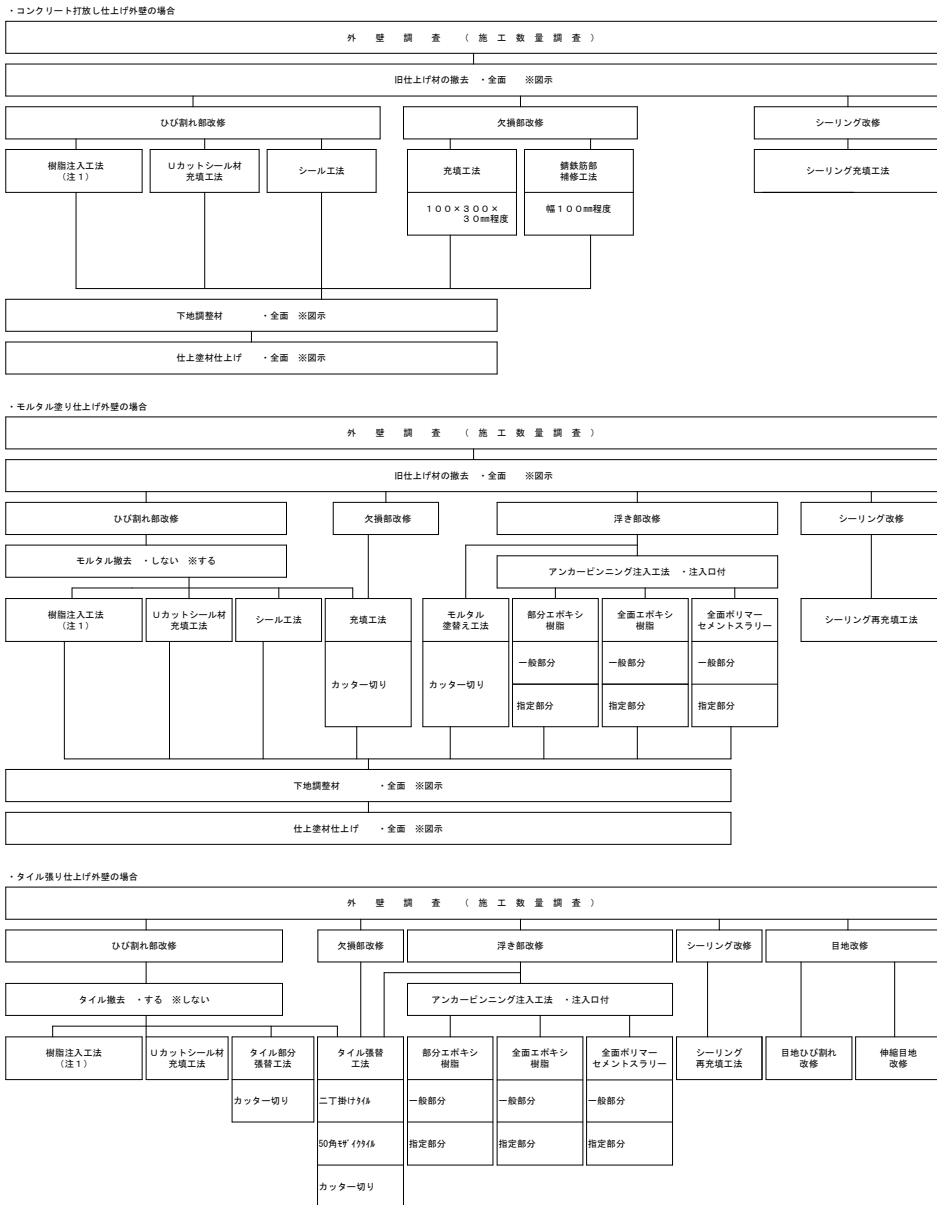 ・コンクリート打放し仕上げ外壁の場合
外　壁　調　査　（ 施 工 数 量 調 査 ）
旧仕上げ材の撤去　・全面　※図示
ひび割れ部改修
欠損部改修
シーリング改修
樹脂注入工法
（注１）
Ｕカットシール材
充填工法
シール工法
充填工法
錆鉄筋部
補修工法
シーリング充填工法
１００×３００×
３０㎜程度
幅１００㎜程度
下地調整材　　・全面　※図示
仕上塗材仕上げ　・全面　※図示
・モルタル塗り仕上げ外壁の場合
外　壁　調　査　（ 施 工 数 量 調 査 ）
旧仕上げ材の撤去　・全面　※図示
ひび割れ部改修
欠損部改修
浮き部改修
シーリング改修
モルタル撤去　・しない　※する
アンカーピンニング注入工法　・注入口付
樹脂注入工法
（注１）
Ｕカットシール材
充填工法
シール工法
充填工法
モルタル
塗替え工法
部分エポキシ
樹脂
全面エポキシ
樹脂
全面ポリマー
セメントスラリー
シーリング再充填工法
カッター切り
カッター切り
一般部分
一般部分
一般部分
指定部分
指定部分
指定部分
下地調整材　　・全面　※図示
仕上塗材仕上げ　・全面　※図示
・タイル張り仕上げ外壁の場合
外　壁　調　査　（ 施 工 数 量 調 査 ）
ひび割れ部改修
欠損部改修
浮き部改修
シーリング改修
目地改修
タイル撤去　・する　※しない
アンカーピンニング注入工法　・注入口付
樹脂注入工法
（注１）
Ｕカットシール材
充填工法
タイル部分
張替工法
タイル張替
工法
部分エポキシ
樹脂
全面エポキシ
樹脂
全面ポリマー
セメントスラリー
シーリング
再充填工法
目地ひび割れ
改修
伸縮目地
改修
カッター切り
二丁掛けﾀｲﾙ
一般部分
一般部分
一般部分
50角ﾓｻﾞｲｸﾀｲﾙ
指定部分
指定部分
指定部分
カッター切り